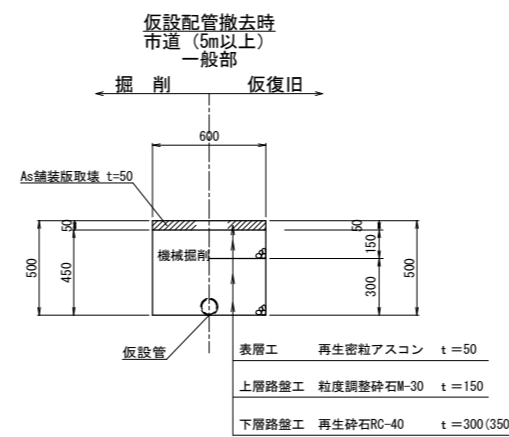 仮設配管撤去時
市道（5m以上）
一般部
掘　削　仮復旧
600
As舗装版取壊 t=50
50
450
500
機械掘削
50
150
300
500
仮設管
表層工　再生密粒アスコン　ｔ＝50
上層路盤工　粒度調整砕石M-30　ｔ＝150
下層路盤工　再生砕石RC-40　ｔ＝300(350